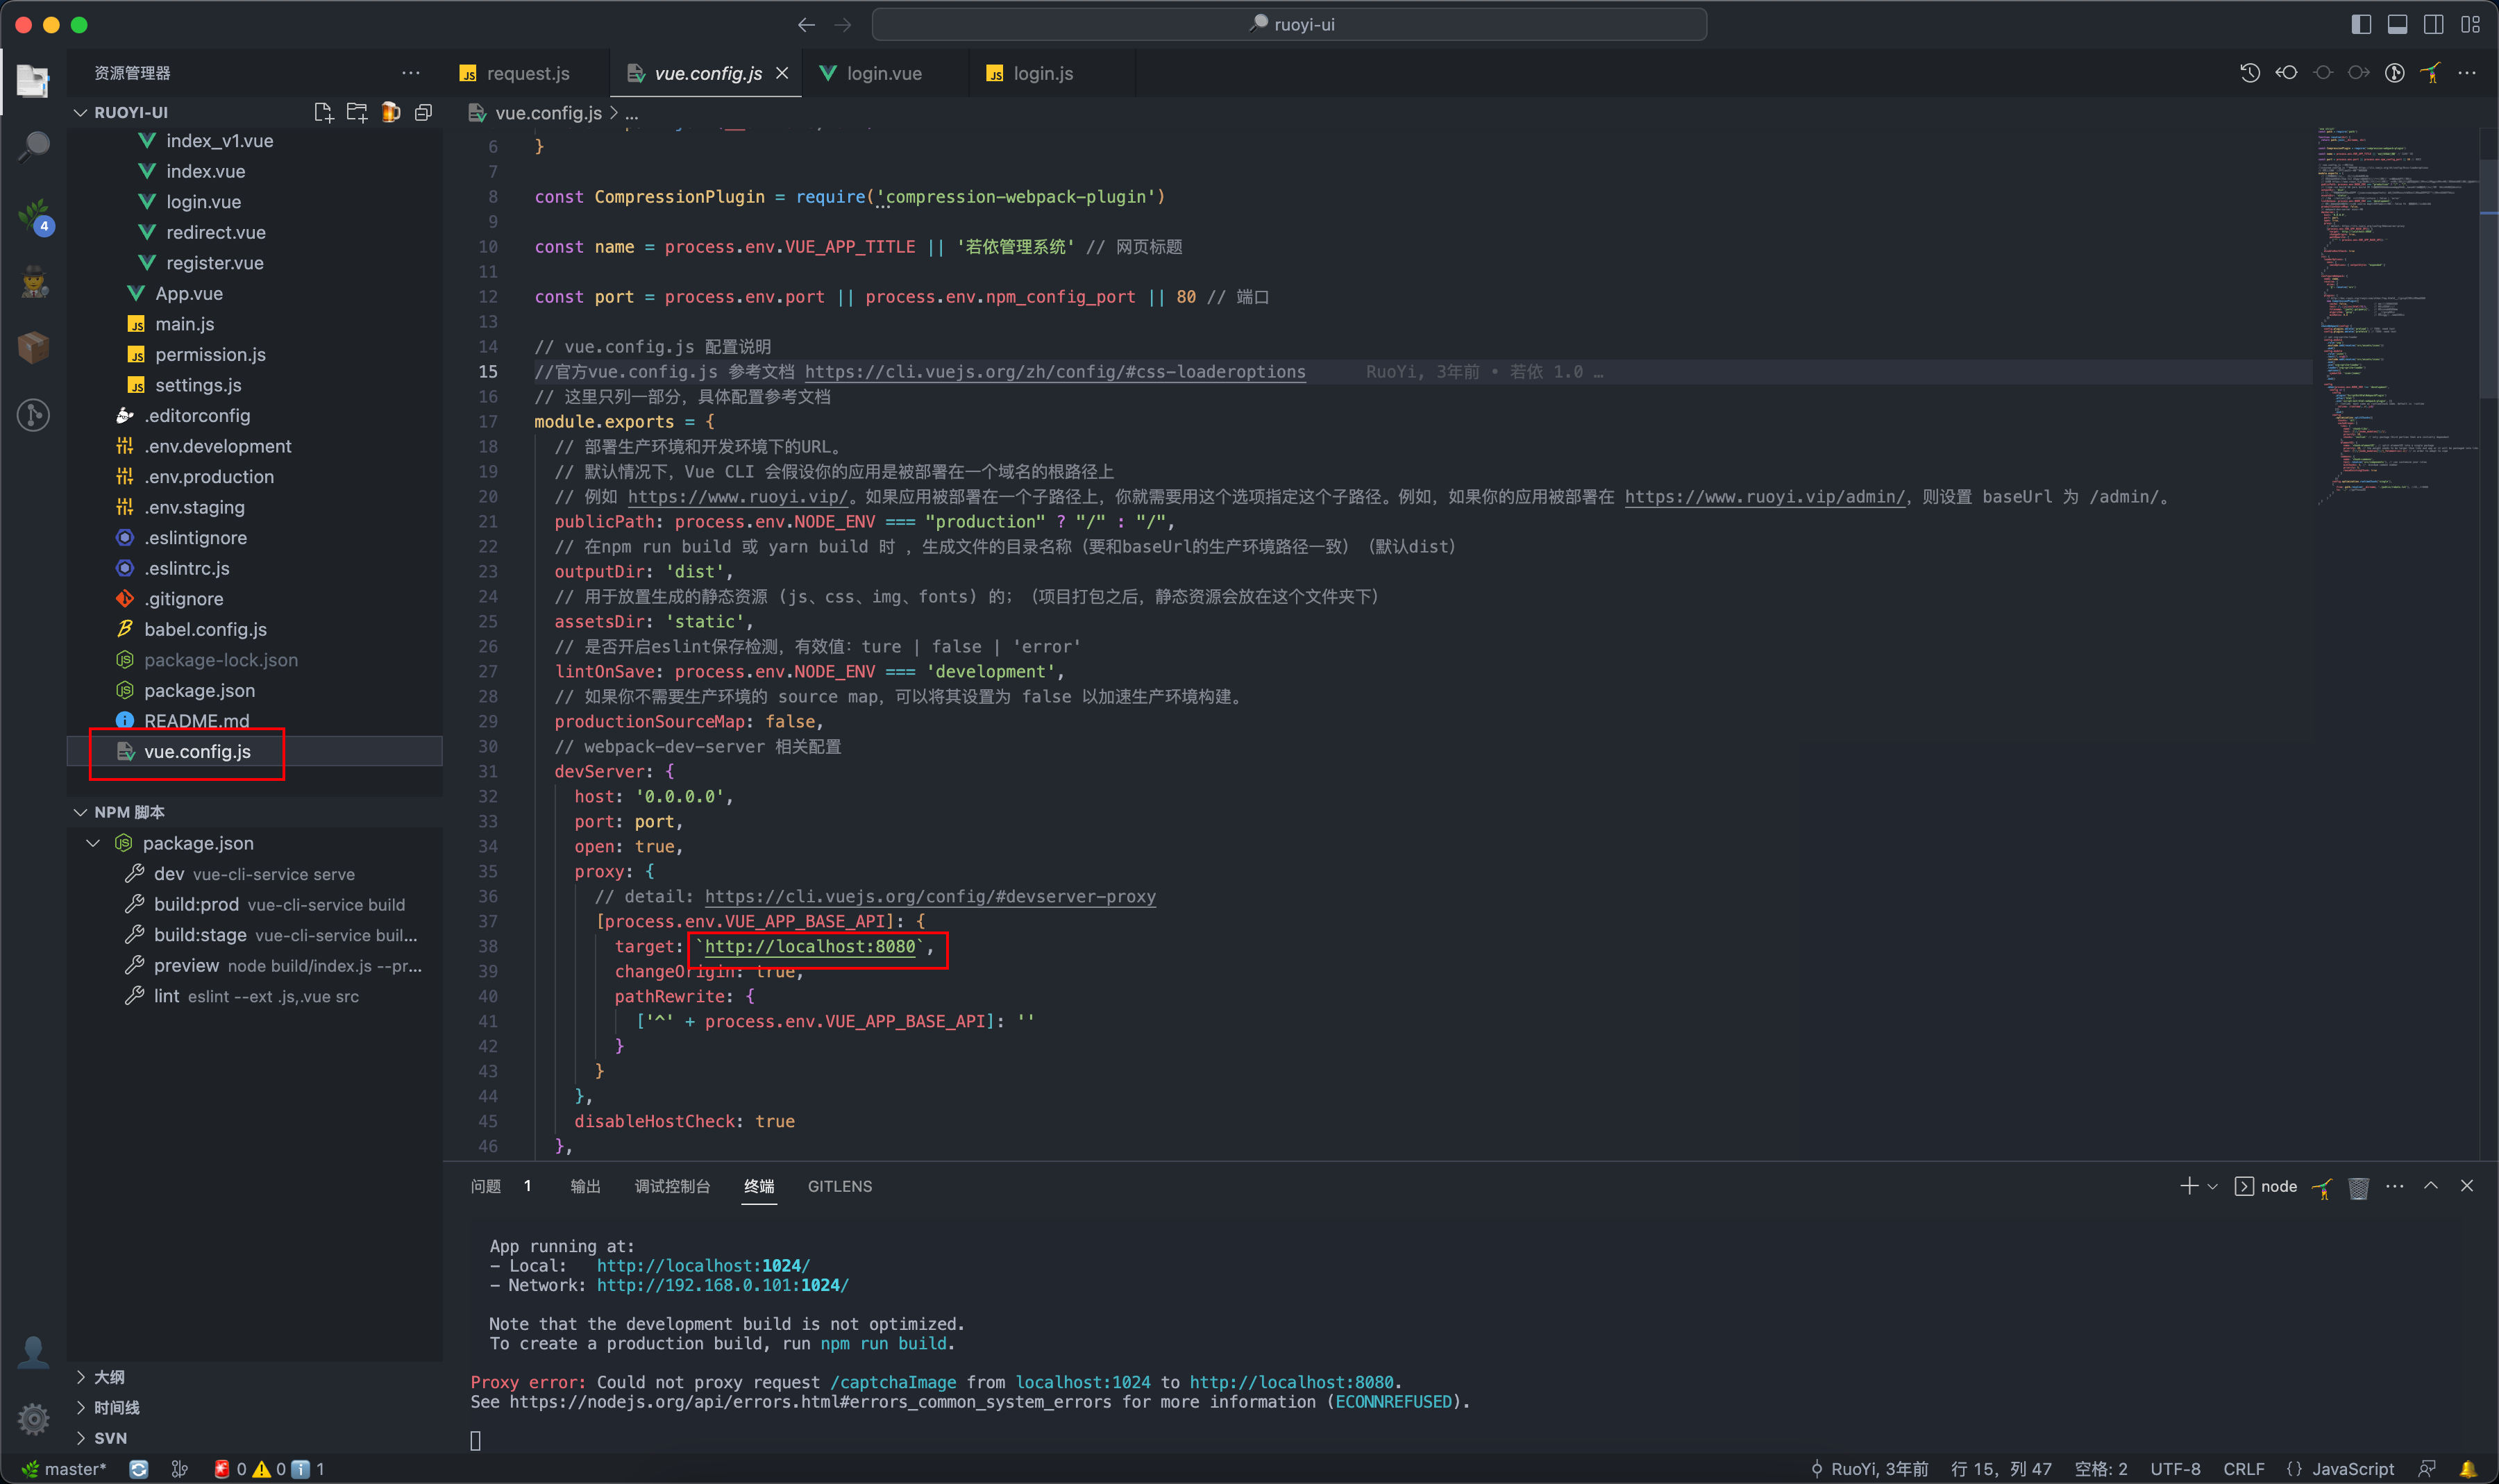 ruoyi-ui
资源管理器
request.js
vue.config.js
login.vue
login.js
RUOYI-UI
vue.config.js > ...
index_v1.vue
index.vue
login.vue
redirect.vue
register.vue
App.vue
main.js
permission.js
settings.js
.editorconfig
.env.development
.env.production
.env.staging
.eslintignore
.eslintrc.js
.gitignore
babel.config.js
package-lock.json
package.json
README.md
vue.config.js
4
NPM 脚本
package.json
dev vue-cli-service serve
build:prod vue-cli-service build
build:stage vue-cli-service buil...
preview node build/index.js --pr...
lint eslint --ext .js,.vue src
大纲
时间线
SVN
6 }
7
8 const CompressionPlugin = require('compression-webpack-plugin')
9
10 const name = process.env.VUE_APP_TITLE || '若依管理系统' // 网页标题
11
12 const port = process.env.port || process.env.npm_config_port || 80 // 端口
13
14 // vue.config.js 配置说明
15 //官方vue.config.js 参考文档 https://cli.vuejs.org/zh/config/#css-loaderoptions RuoYi, 3年前 • 若依 1.0 …
16 // 这里只列一部分，具体配置参考文档
17 module.exports = {
18 // 部署生产环境和开发环境下的URL。
19 // 默认情况下，Vue CLI 会假设你的应用是被部署在一个域名的根路径上
20 // 例如 https://www.ruoyi.vip/。如果应用被部署在一个子路径上，你就需要用这个选项指定这个子路径。例如，如果你的应用被部署在 https://www.ruoyi.vip/admin/，则设置 baseUrl 为 /admin/。
21 publicPath: process.env.NODE_ENV === "production" ? "/" : "/",
22 // 在npm run build 或 yarn build 时 ，生成文件的目录名称（要和baseUrl的生产环境路径一致）（默认dist）
23 outputDir: 'dist',
24 // 用于放置生成的静态资源 (js、css、img、fonts) 的；（项目打包之后，静态资源会放在这个文件夹下）
25 assetsDir: 'static',
26 // 是否开启eslint保存检测，有效值：ture | false | 'error'
27 lintOnSave: process.env.NODE_ENV === 'development',
28 // 如果你不需要生产环境的 source map，可以将其设置为 false 以加速生产环境构建。
29 productionSourceMap: false,
30 // webpack-dev-server 相关配置
31 devServer: {
32 host: '0.0.0.0',
33 port: port,
34 open: true,
35 proxy: {
36 // detail: https://cli.vuejs.org/config/#devserver-proxy
37 [process.env.VUE_APP_BASE_API]: {
38 target: `http://localhost:8080`,
39 changeOrigin: true,
40 pathRewrite: {
41 ['^' + process.env.VUE_APP_BASE_API]: ''
42 }
43 }
44 },
45 disableHostCheck: true
46 },
问题 1 输出 调试控制台 终端 GITLENS
node
App running at:
- Local: http://localhost:1024/
- Network: http://192.168.0.101:1024/
Note that the development build is not optimized.
To create a production build, run npm run build.
Proxy error: Could not proxy request /captchaImage from localhost:1024 to http://localhost:8080.
See https://nodejs.org/api/errors.html#errors_common_system_errors for more information (ECONNREFUSED).
master* 0 0 1
RuoYi, 3年前 行 15，列 47 空格: 2 UTF-8 CRLF {} JavaScript